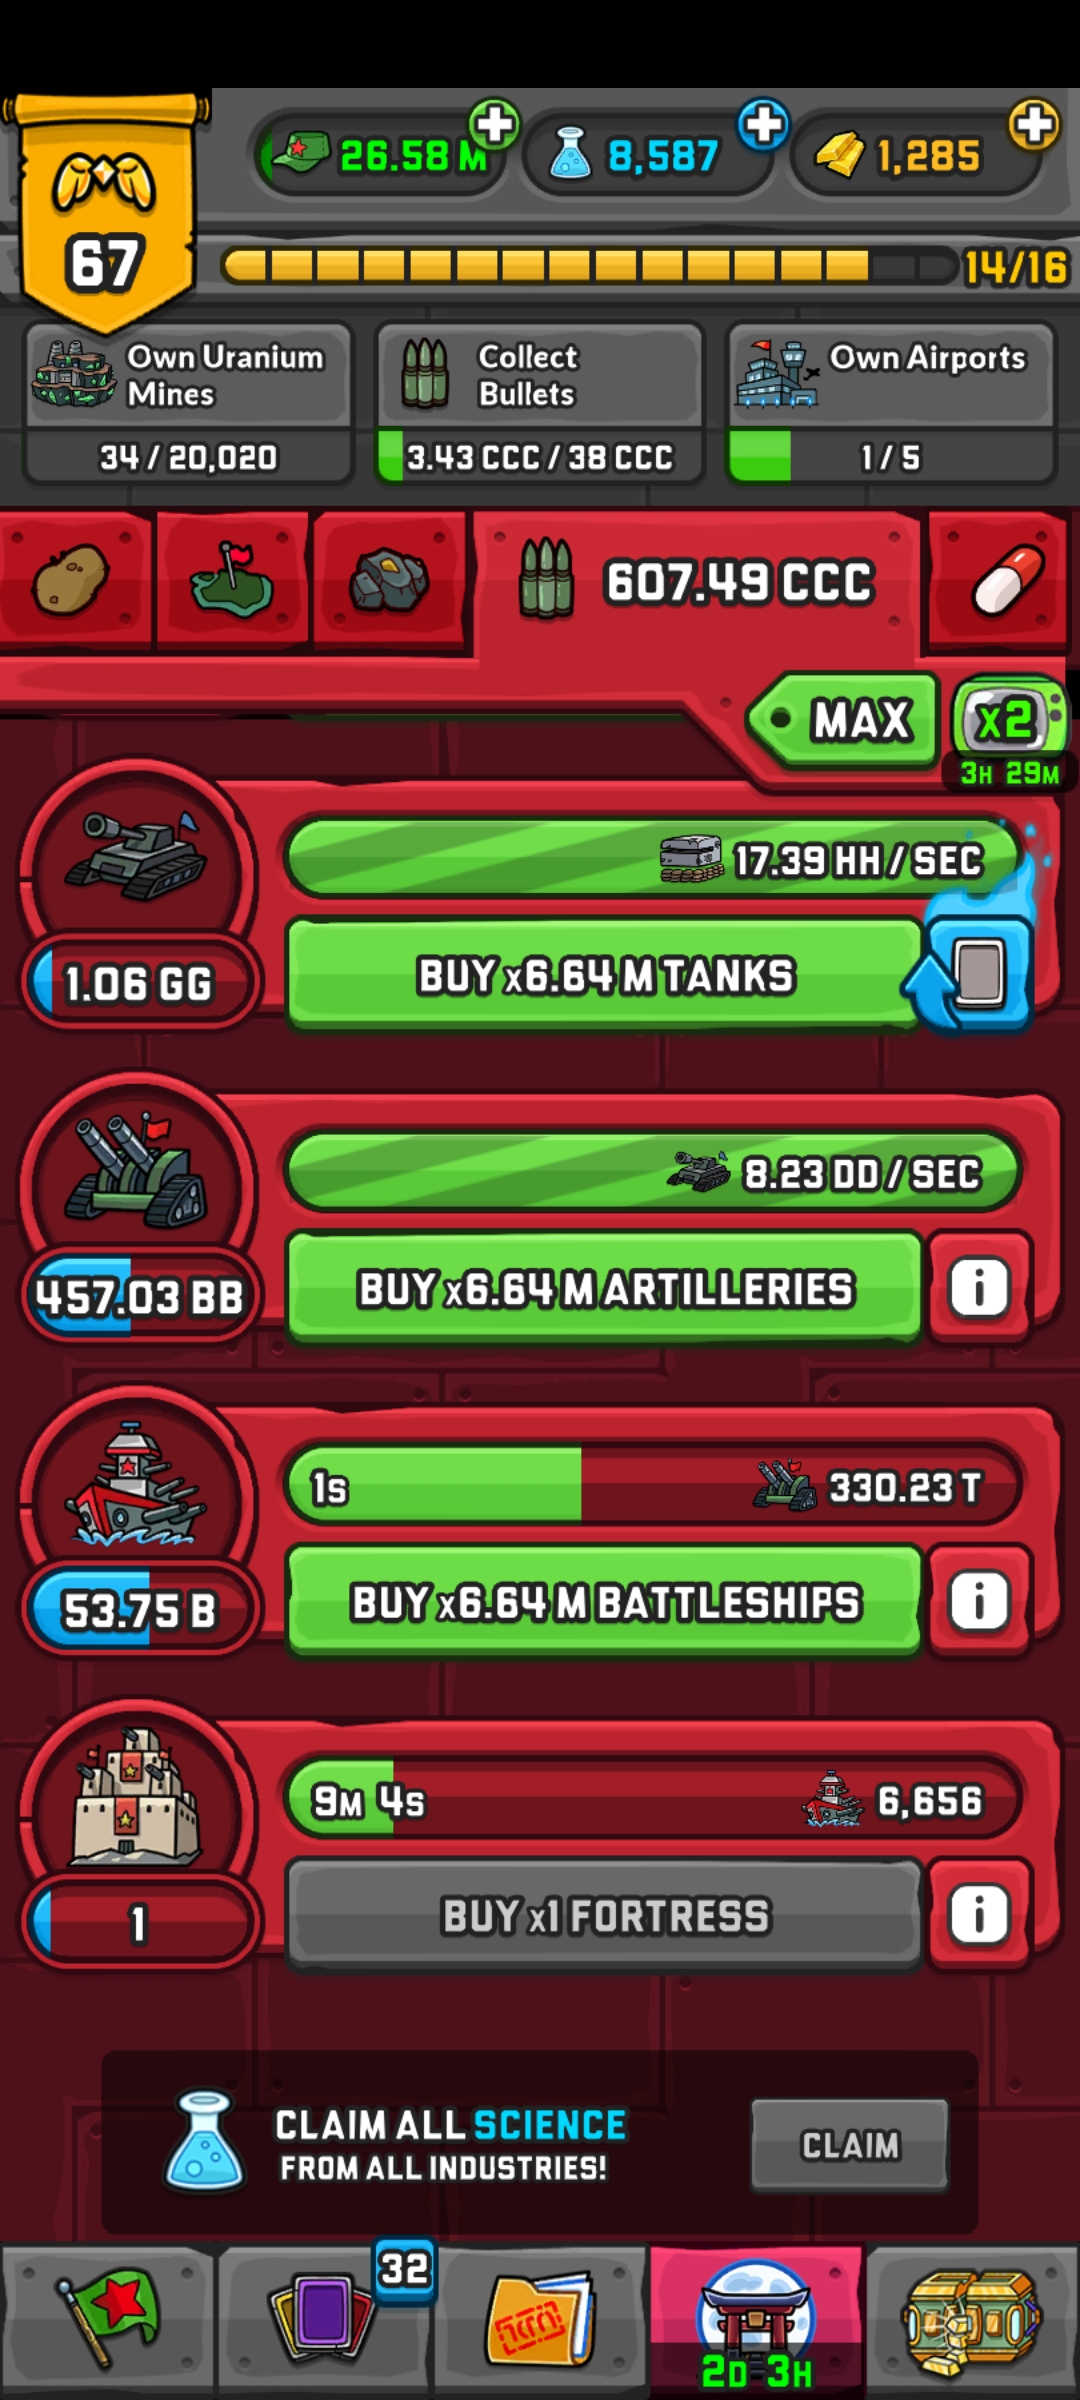 67
26.58 M
8,587
1,285
14/16
Own Uranium
Mines
34 / 20,020
Collect
Bullets
3.43 CCC / 38 CCC
Own Airports
1 / 5
607.49 CCC
MAX
x2
3H 29M
17.39 HH / SEC
1.06 GG
BUY x6.64 M TANKS
8.23 DD / SEC
457.03 BB
BUY x6.64 M ARTILLERIES
i
1s
330.23 T
53.75 B
BUY x6.64 M BATTLESHIPS
i
9M 4s
6,656
1
BUY x1 FORTRESS
i
CLAIM ALL SCIENCE
FROM ALL INDUSTRIES!
CLAIM
32
2D 3H